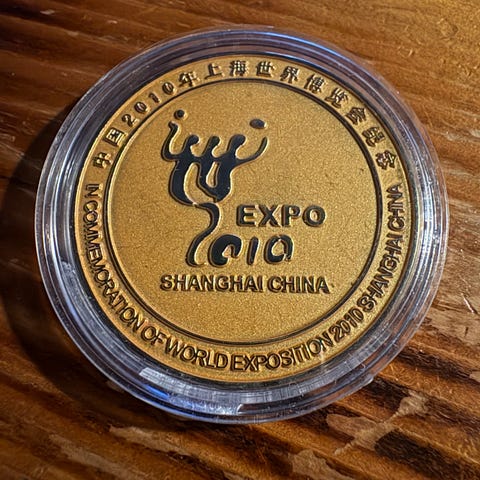 中国2010年上海世界博览会纪念
EXPO
2010
SHANGHAI CHINA
IN COMMEMORATION OF WORLD EXPOSITION 2010 SHANGHAI CHINA